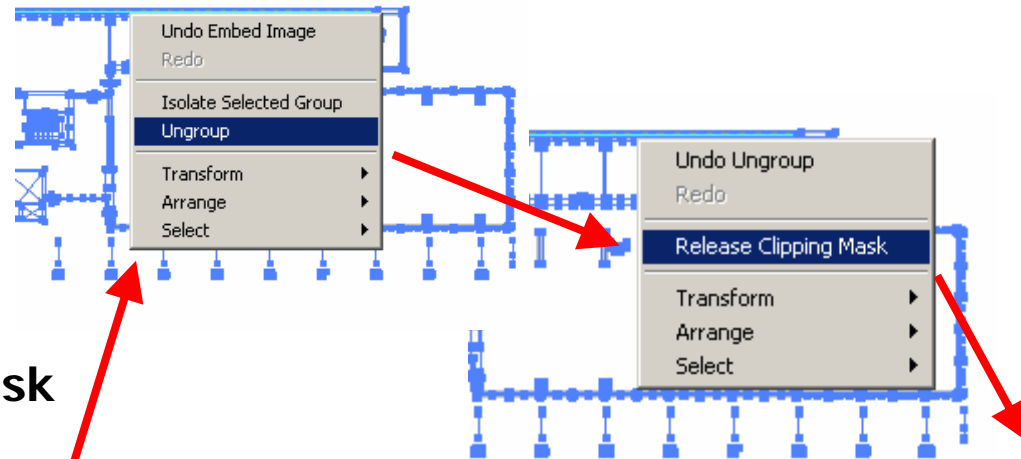 Undo Embed Image
Redo
Isolate Selected Group
Ungroup
Transform
Arrange
Select
Undo Ungroup
Redo
Release Clipping Mask
Transform
Arrange
Select
sk